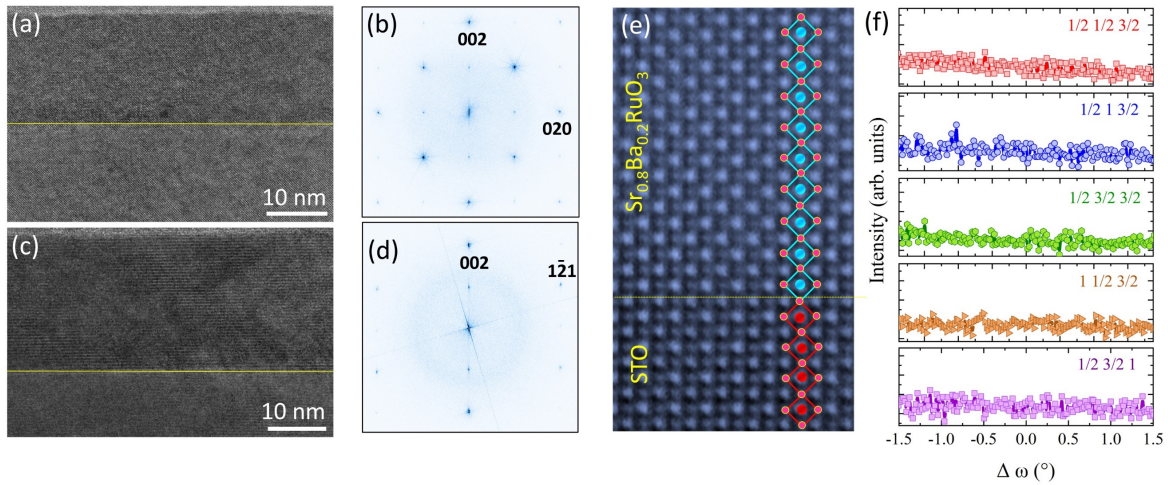 (a)
10 nm
(b)
002
020
(c)
10 nm
(d)
002
12̄1
(e)
Sr0.8Ba0.2RuO3
STO
(f)
Intensity (arb. units)
1/2 1/2 3/2
1/2 1 3/2
1/2 3/2 3/2
1 1/2 3/2
1/2 3/2 1
-1.5 -1.0 -0.5 0.0 0.5 1.0 1.5
Δ ω (°)